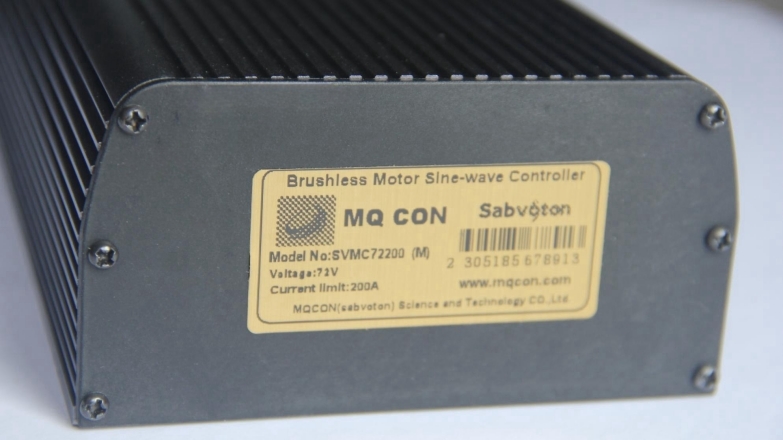 Brushless Motor Sine-wave Controller
MQ CON Sabvoton
Model No:SVMC72200 (M)
2 305185 678913
Voltage:72V
Current limit:200A
www.mqcon.com
MQCON(sabvoton) Science and Technology CO.,Ltd.